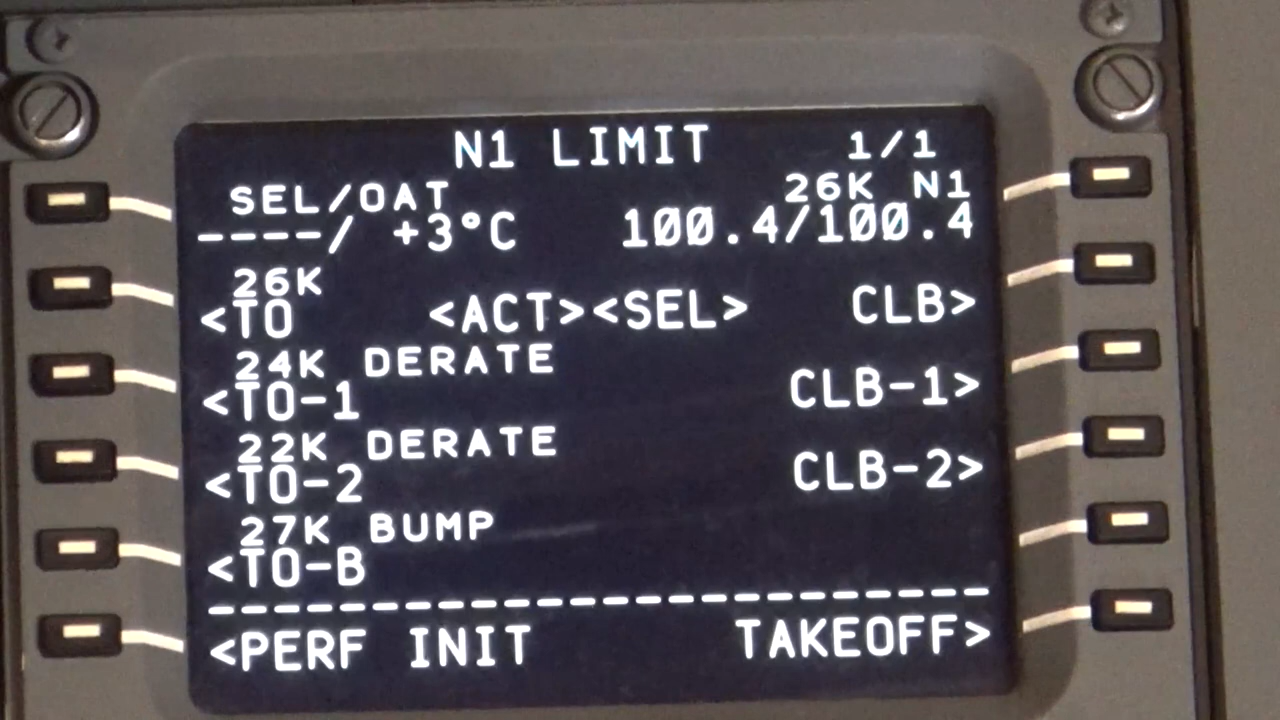 N1 LIMIT 1/1
SEL/OAT 26K N1
----/ +3°C 100.4/100.4
26K
<TO <ACT><SEL> CLB>
24K DERATE
<TO-1 CLB-1>
22K DERATE
<TO-2 CLB-2>
27K BUMP
<TO-B
------------------------
<PERF INIT TAKEOFF>